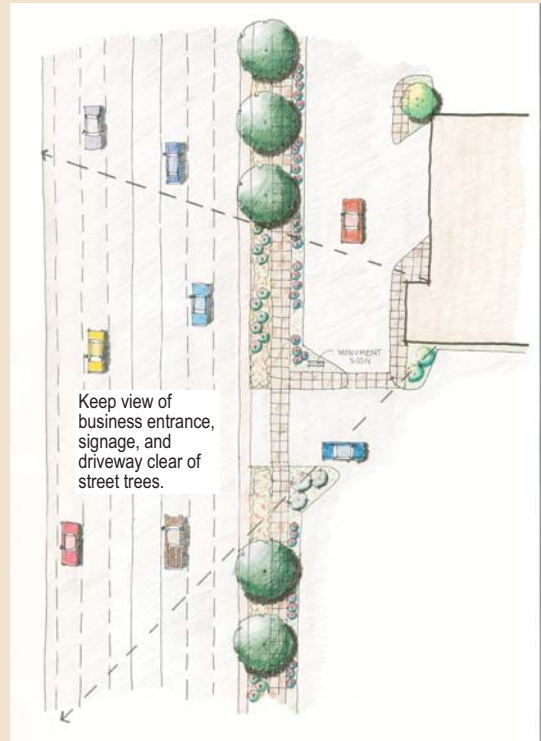 MONUMENT
SIGN
Keep view of
business entrance,
signage, and
driveway clear of
street trees.